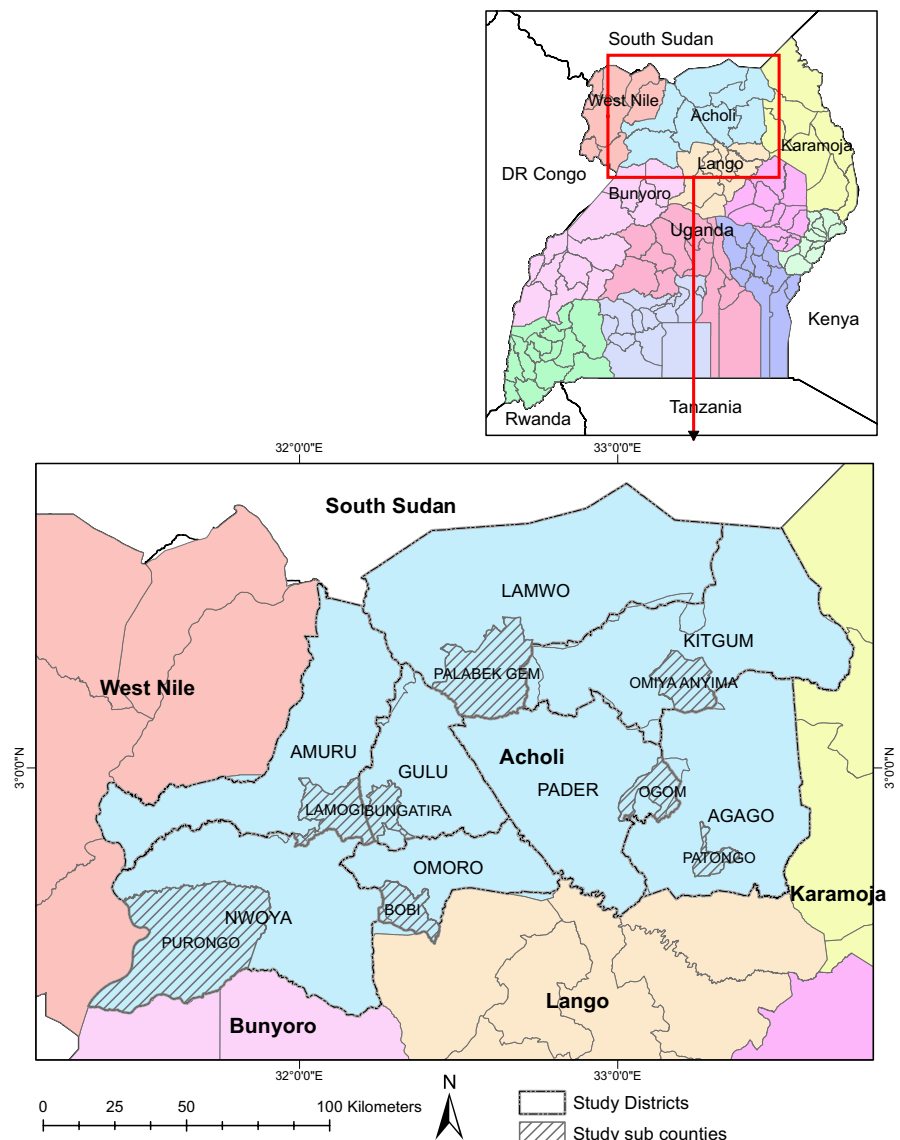 South Sudan
West Nile
Acholi
Karamoja
Lango
DR Congo
Bunyoro
Uganda
Kenya
Tanzania
Rwanda
32°0'0"E
33°0'0"E
South Sudan
LAMWO
KITGUM
PALABEK GEM
OMIYA ANYIMA
West Nile
AMURU
Acholi
3°0'0"N
3°0'0"N
GULU
PADER
OGOM
LAMOGI
BUNGATIRA
AGAGO
PATONGO
OMORO
Karamoja
BOBI
NWOYA
PURONGO
Lango
Bunyoro
32°0'0"E
33°0'0"E
N
0 25 50 100 Kilometers
Study Districts
Study sub counties